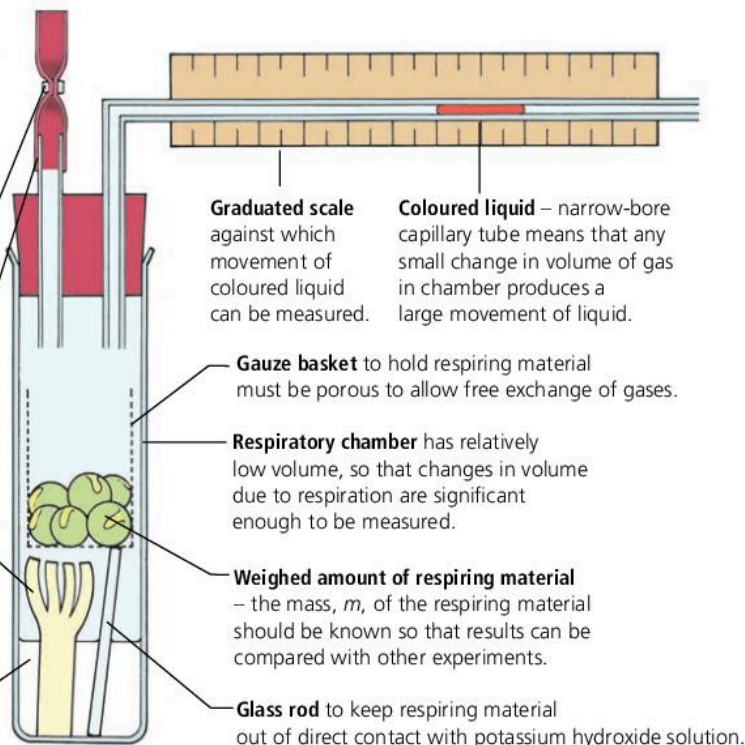 Graduated scale
against which
movement of
coloured liquid
can be measured.
Coloured liquid – narrow-bore
capillary tube means that any
small change in volume of gas
in chamber produces a
large movement of liquid.
Gauze basket to hold respiring material
must be porous to allow free exchange of gases.
Respiratory chamber has relatively
low volume, so that changes in volume
due to respiration are significant
enough to be measured.
Weighed amount of respiring material
– the mass, m, of the respiring material
should be known so that results can be
compared with other experiments.
Glass rod to keep respiring material
out of direct contact with potassium hydroxide solution.